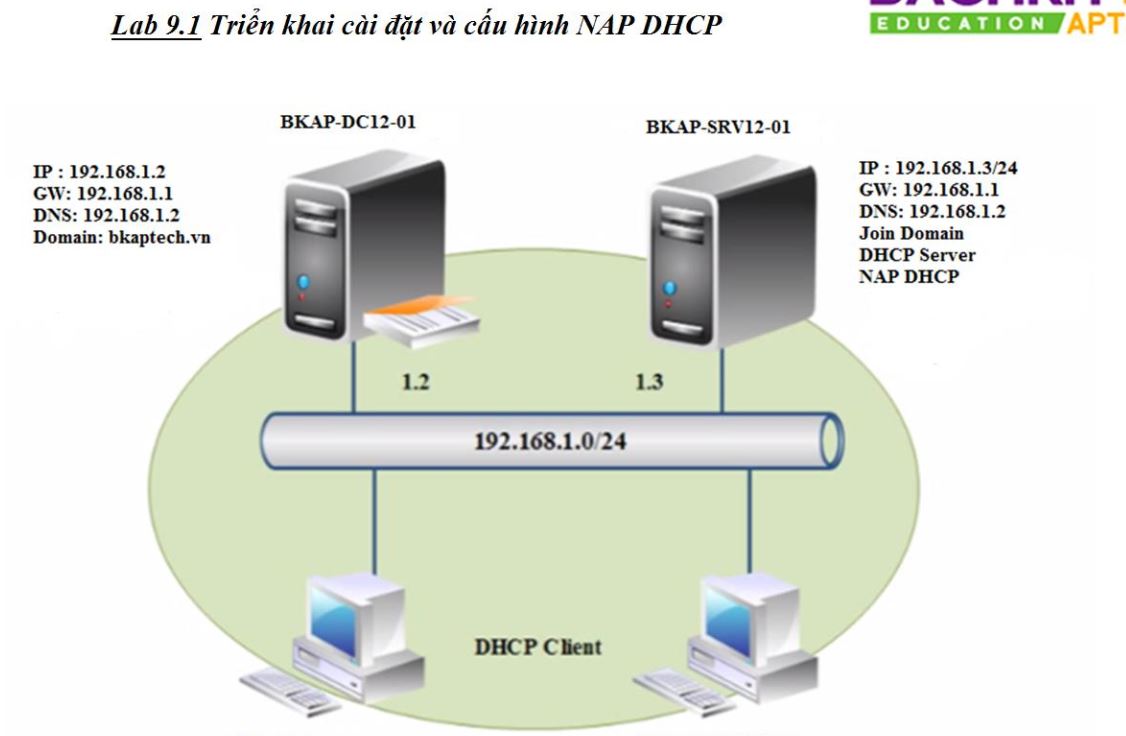 Lab 9.1 Triển khai cài đặt và cấu hình NAP DHCP
EDUCATION APT
BKAP-DC12-01
BKAP-SRV12-01
IP : 192.168.1.2
GW: 192.168.1.1
DNS: 192.168.1.2
Domain: bkaptech.vn
IP : 192.168.1.3/24
GW: 192.168.1.1
DNS: 192.168.1.2
Join Domain
DHCP Server
NAP DHCP
1.2
1.3
192.168.1.0/24
DHCP Client